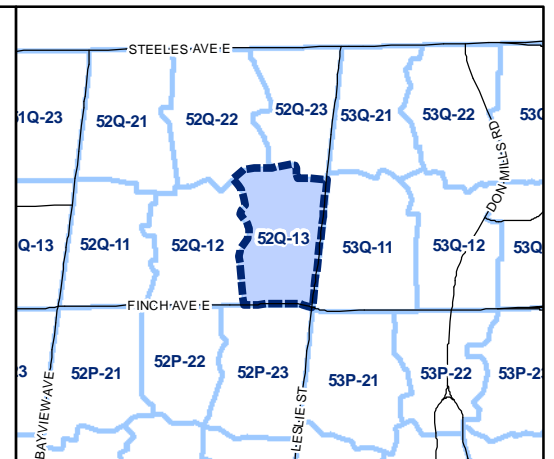 STEELES AVE E
1Q-23
52Q-21
52Q-22
52Q-23
53Q-21
53Q-22
53Q
DON MILLS RD
Q-13
52Q-11
52Q-12
52Q-13
53Q-11
53Q-12
53Q
FINCH AVE E
3
52P-21
52P-22
52P-23
53P-21
53P-22
53P-2
BAYVIEW AVE
LESLIE ST